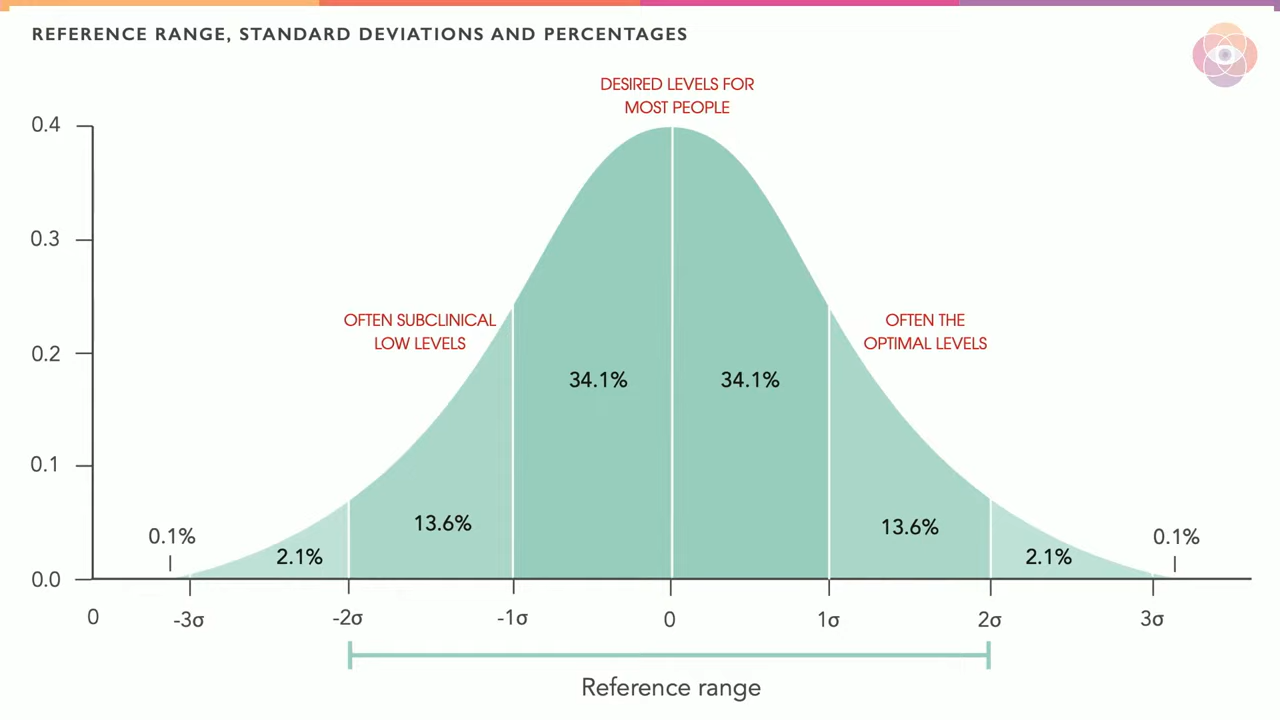 REFERENCE RANGE, STANDARD DEVIATIONS AND PERCENTAGES
DESIRED LEVELS FOR
MOST PEOPLE
0.4
0.3
OFTEN SUBCLINICAL
LOW LEVELS
OFTEN THE
OPTIMAL LEVELS
0.2
34.1%
34.1%
0.1
13.6%
13.6%
0.1%
2.1%
2.1%
0.1%
0.0
0
-3σ
-2σ
-1σ
0
1σ
2σ
3σ
Reference range